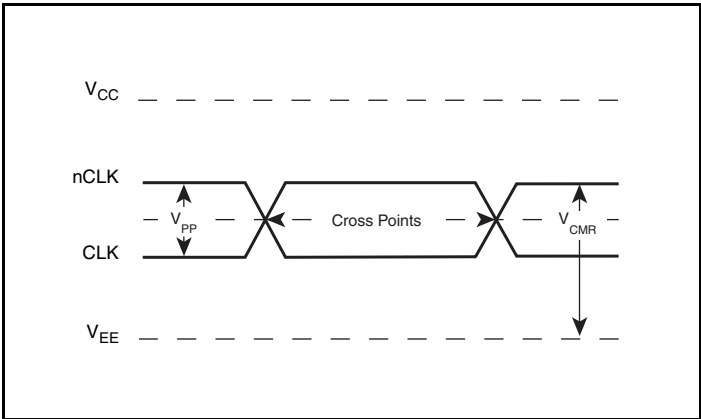 VCC
nCLK
VPP
Cross Points
VCMR
CLK
VEE